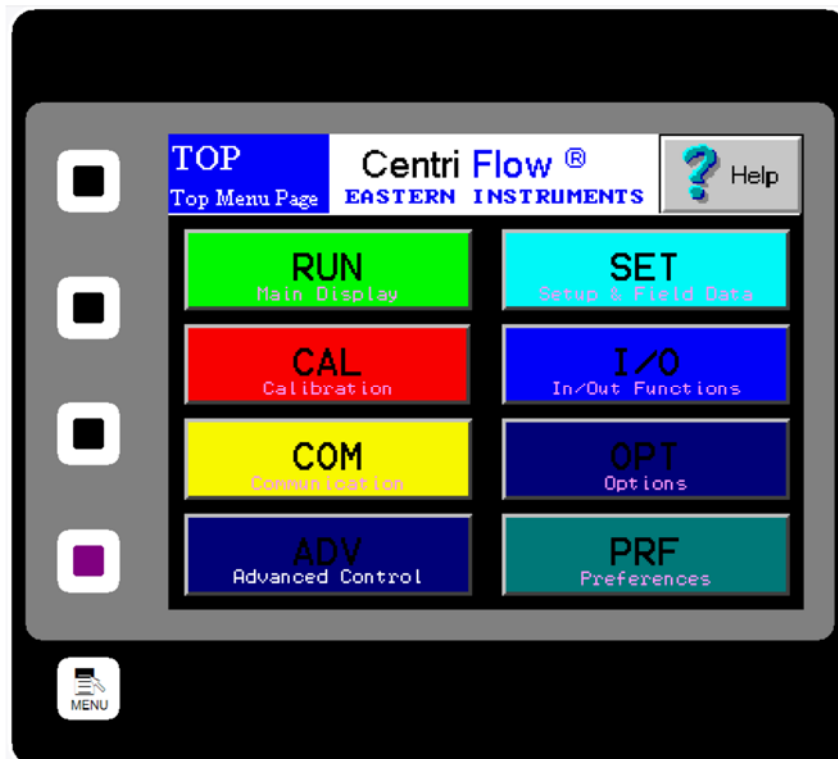 TOP
Top Menu Page
Centri Flow ®
EASTERN INSTRUMENTS
Help
RUN
Main Display
SET
Setup & Field Data
CAL
Calibration
I/O
In/Out Functions
COM
Communication
OPT
Options
ADV
Advanced Control
PRF
Preferences
MENU